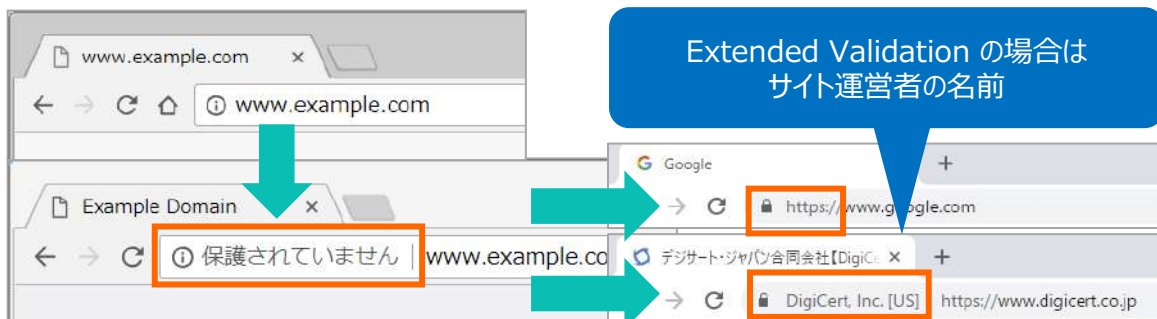 www.example.com
www.example.com
Extended Validation の場合は
サイト運営者の名前
Example Domain
保護されていません www.example.co
Google
https://www.google.com
デジサート・ジャパン合同会社【DigiCe
DigiCert, Inc. [US] https://www.digicert.co.jp